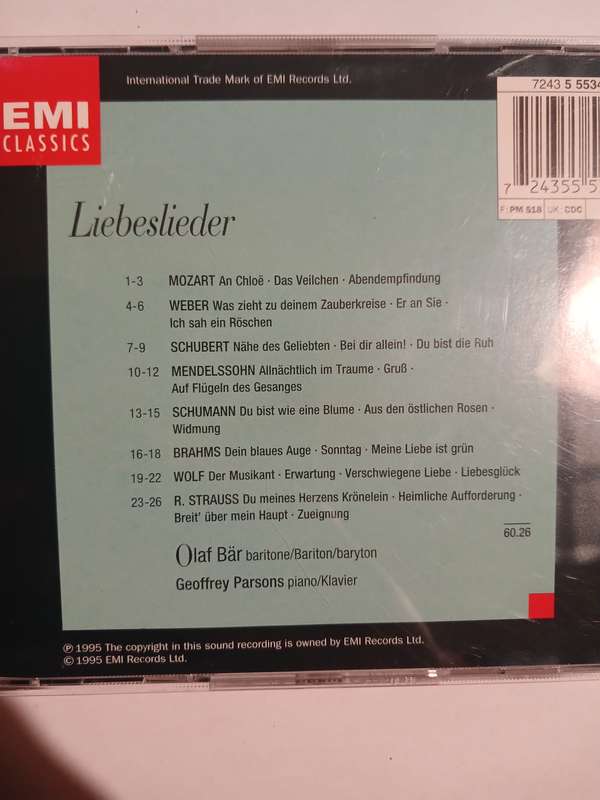 International Trade Mark of EMI Records Ltd.
EMI
CLASSICS
7243 5 5534
7 24355 5
F: PM 518 UK: CDC
Liebeslieder
1-3 MOZART An Chloë · Das Veilchen · Abendempfindung
4-6 WEBER Was zieht zu deinem Zauberkreise · Er an Sie ·
Ich sah ein Röschen
7-9 SCHUBERT Nähe des Geliebten · Bei dir allein! · Du bist die Ruh
10-12 MENDELSSOHN Allnächtlich im Traume · Gruß ·
Auf Flügeln des Gesanges
13-15 SCHUMANN Du bist wie eine Blume · Aus den östlichen Rosen ·
Widmung
16-18 BRAHMS Dein blaues Auge · Sonntag · Meine Liebe ist grün
19-22 WOLF Der Musikant · Erwartung · Verschwiegene Liebe · Liebesglück
23-26 R. STRAUSS Du meines Herzens Krönelein · Heimliche Aufforderung ·
Breit' über mein Haupt · Zueignung
60.26
Olaf Bär baritone/Bariton/baryton
Geoffrey Parsons piano/Klavier
℗ 1995 The copyright in this sound recording is owned by EMI Records Ltd.
© 1995 EMI Records Ltd.